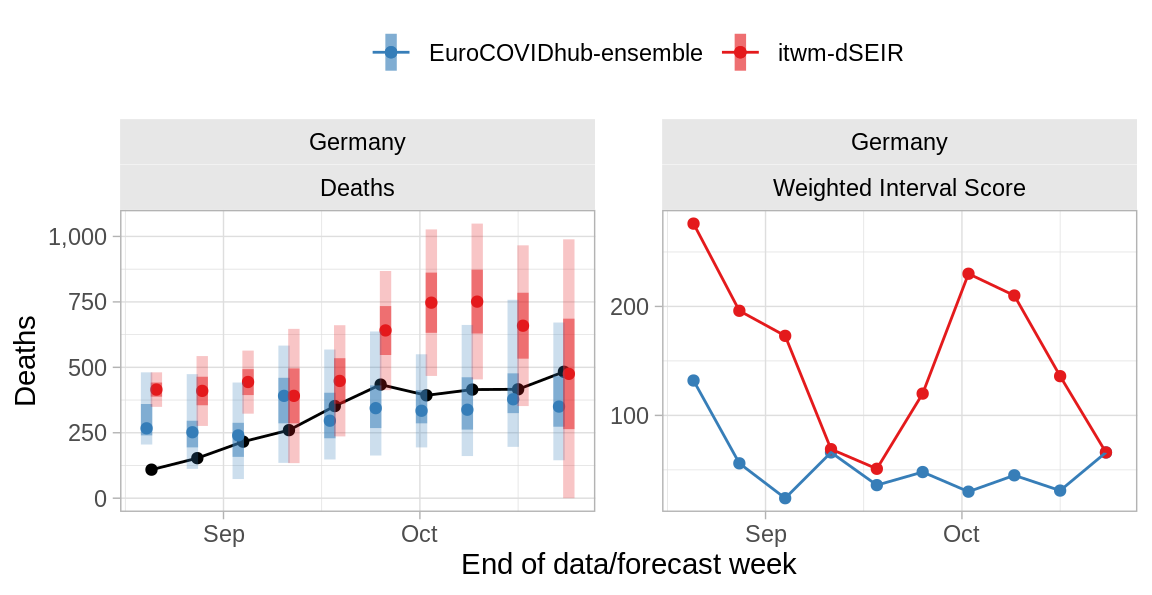 EuroCOVIDhub-ensemble itwm-dSEIR
Germany Germany
Deaths Weighted Interval Score
Deaths
1,000
750
500
250
0
200
100
Sep Oct Sep Oct
End of data/forecast week